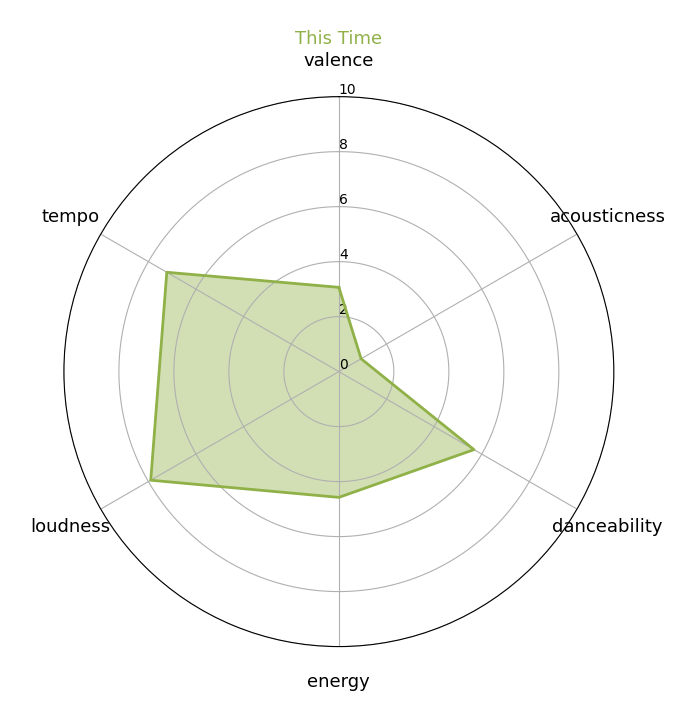 This Time
valence
10
8
6
4
2
0
tempo
acousticness
loudness
danceability
energy